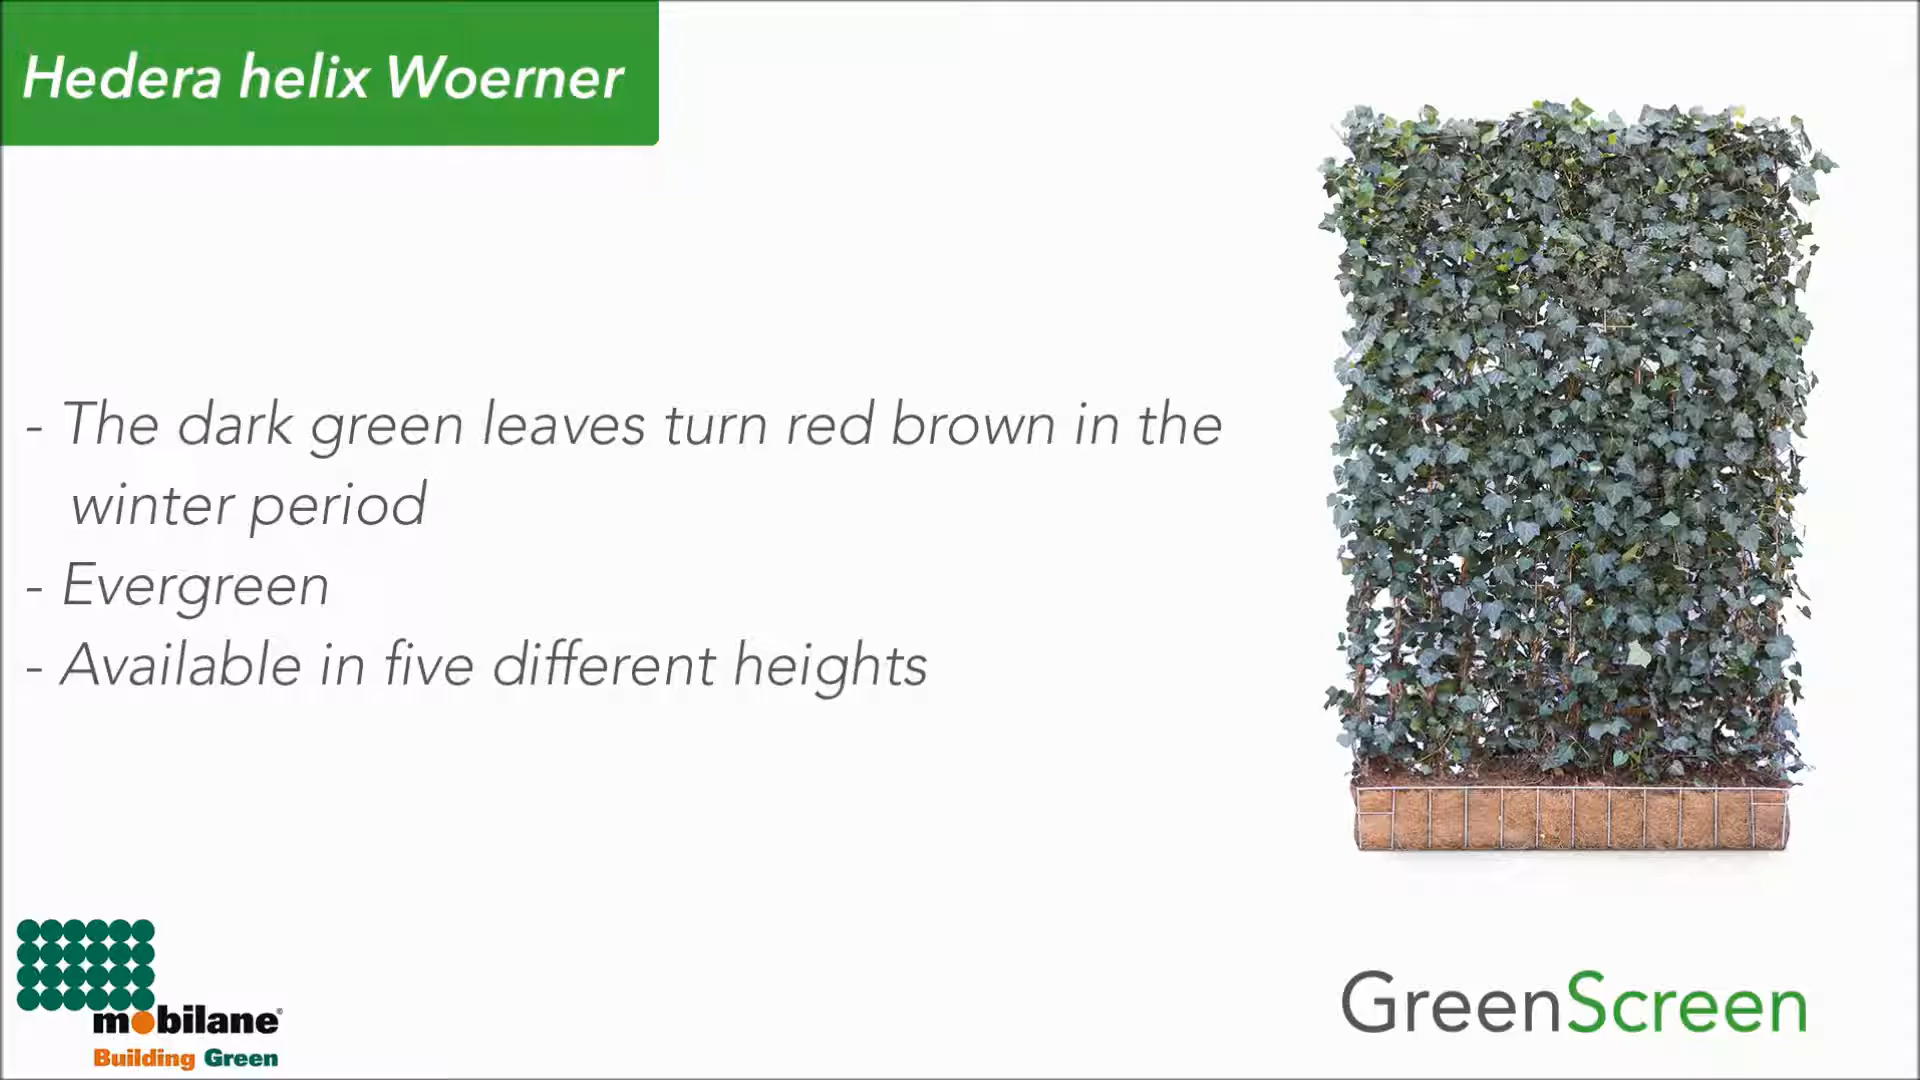 Hedera helix Woerner
- The dark green leaves turn red brown in the
winter period
- Evergreen
- Available in five different heights
mobilane®
Building Green
GreenScreen